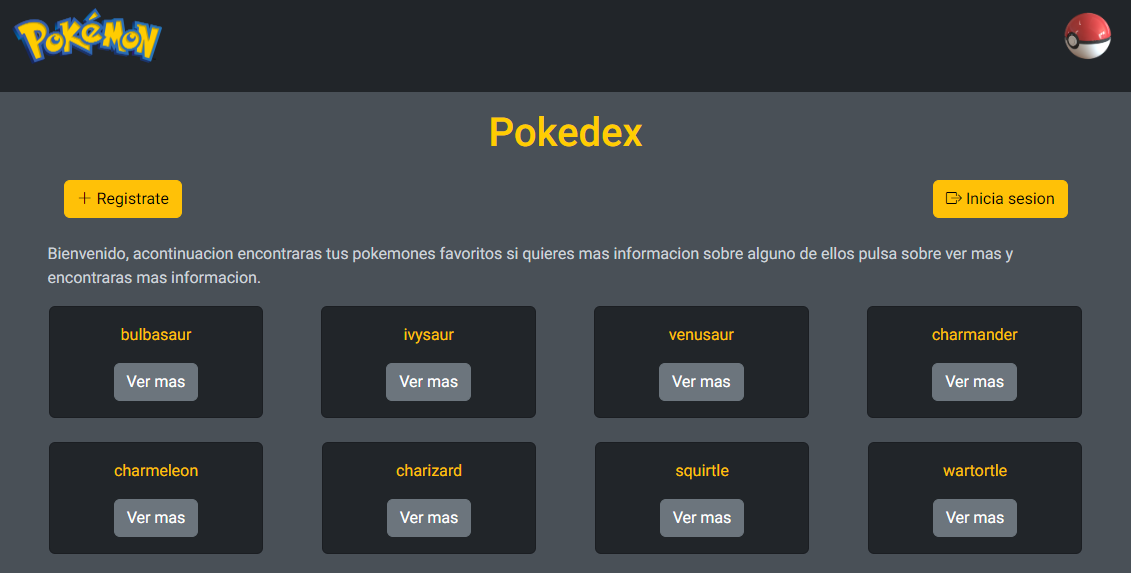 Pokémon
Pokedex
Registrate
Inicia sesion
Bienvenido, acontinuacion encontraras tus pokemones favoritos si quieres mas informacion sobre alguno de ellos pulsa sobre ver mas y
encontraras mas informacion.
bulbasaur
ivysaur
venusaur
charmander
Ver mas
Ver mas
Ver mas
Ver mas
charmeleon
charizard
squirtle
wartortle
Ver mas
Ver mas
Ver mas
Ver mas